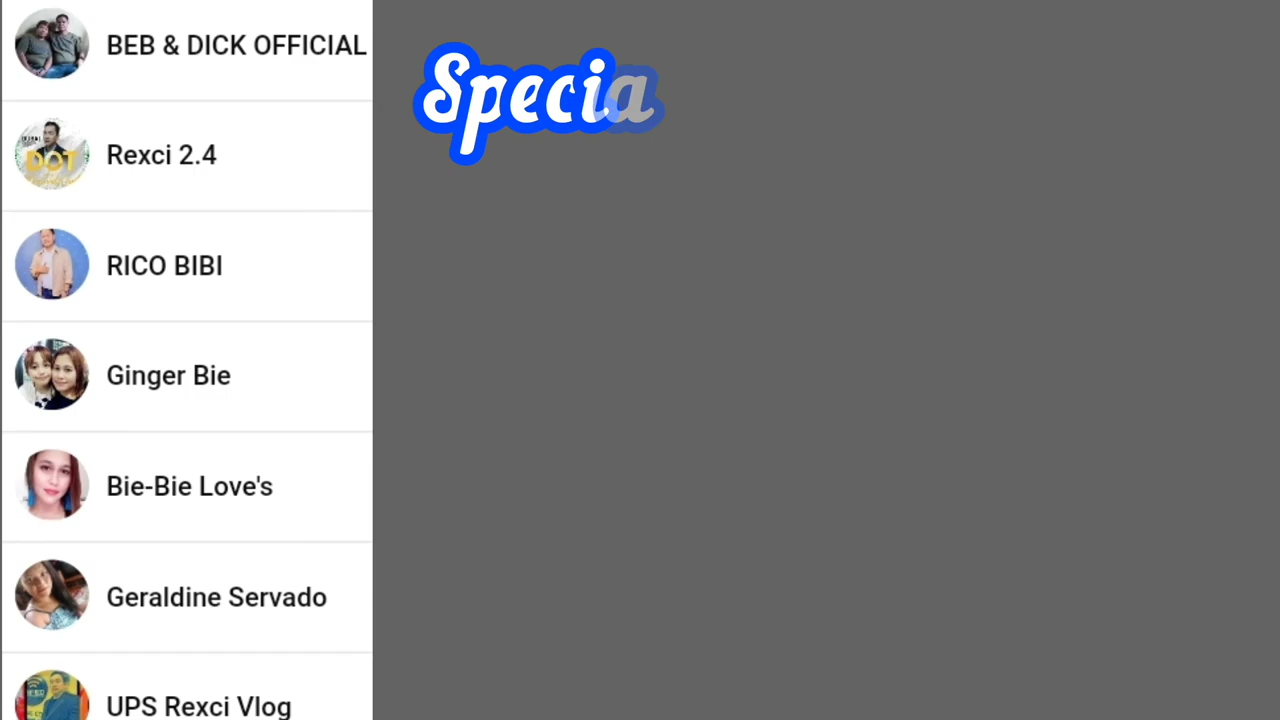 BEB & DICK OFFICIAL
Specia
Rexci 2.4
DOT
RICO BIBI
Ginger Bie
Bie-Bie Love's
Geraldine Servado
UPS Rexci Vlog